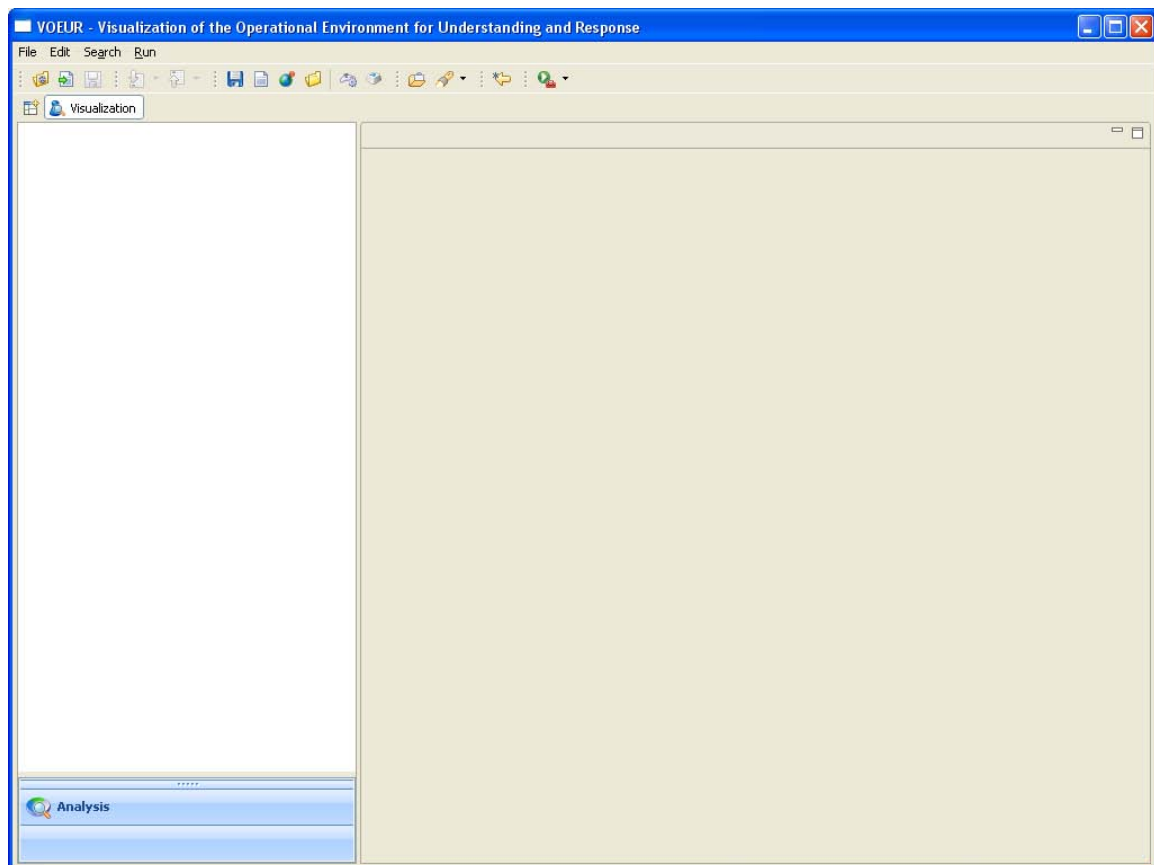 VOEUR - Visualization of the Operational Environment for Understanding and Response
File Edit Search Run
Visualization
Analysis